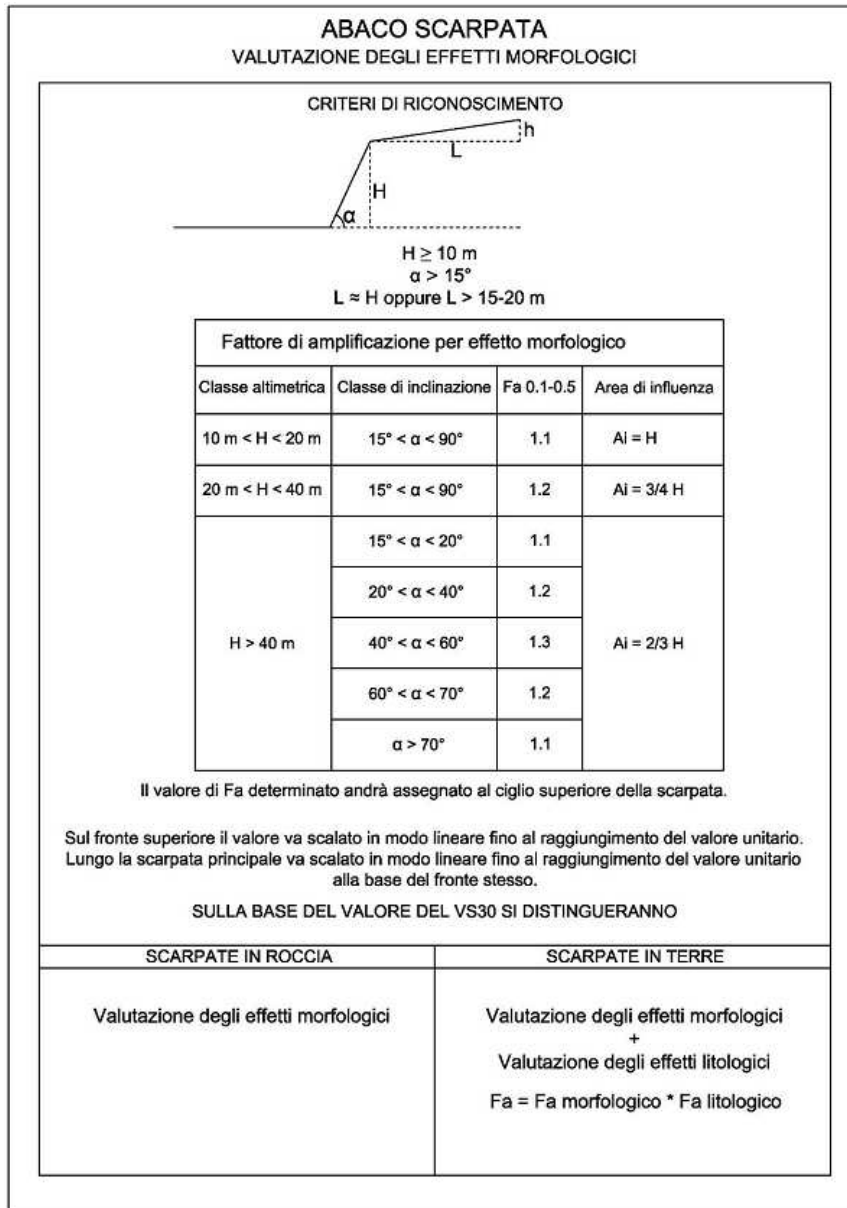 ABACO SCARPATA
VALUTAZIONE DEGLI EFFETTI MORFOLOGICI
CRITERI DI RICONOSCIMENTO
h
L
H
α
H ≥ 10 m
α > 15°
L ≈ H oppure L > 15-20 m
Fattore di amplificazione per effetto morfologico
Classe altimetrica Classe di inclinazione Fa 0.1-0.5 Area di influenza
10 m < H < 20 m 15° < α < 90° 1.1 Ai = H
20 m < H < 40 m 15° < α < 90° 1.2 Ai = 3/4 H
15° < α < 20° 1.1
20° < α < 40° 1.2
H > 40 m 40° < α < 60° 1.3 Ai = 2/3 H
60° < α < 70° 1.2
α > 70° 1.1
Il valore di Fa determinato andrà assegnato al ciglio superiore della scarpata.
Sul fronte superiore il valore va scalato in modo lineare fino al raggiungimento del valore unitario.
Lungo la scarpata principale va scalato in modo lineare fino al raggiungimento del valore unitario
alla base del fronte stesso.
SULLA BASE DEL VALORE DEL VS30 SI DISTINGUERANNO
SCARPATE IN ROCCIA
Valutazione degli effetti morfologici
SCARPATE IN TERRE
Valutazione degli effetti morfologici
+
Valutazione degli effetti litologici
Fa = Fa morfologico * Fa litologico